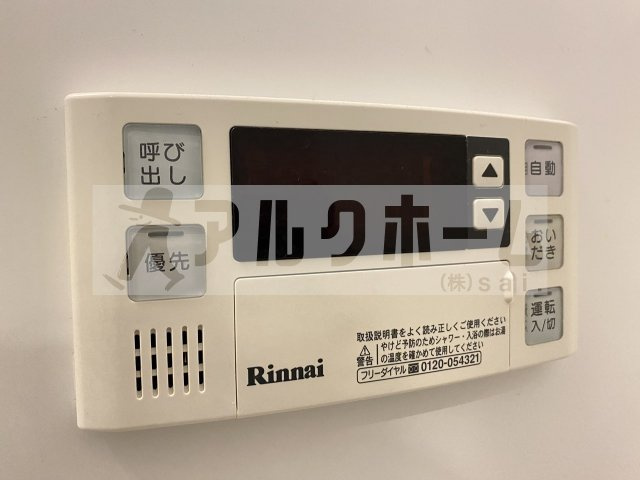 呼び
出し
優先
▲
▼
自動
おい
だき
運転
入/切
アルクホーム
(株)sai
取扱説明書をよく読み正しくご使用ください
警告
やけど予防のためシャワー・入浴の際はお湯
の温度を確かめて使用してください
フリーダイヤル 0120-054321
Rinnai